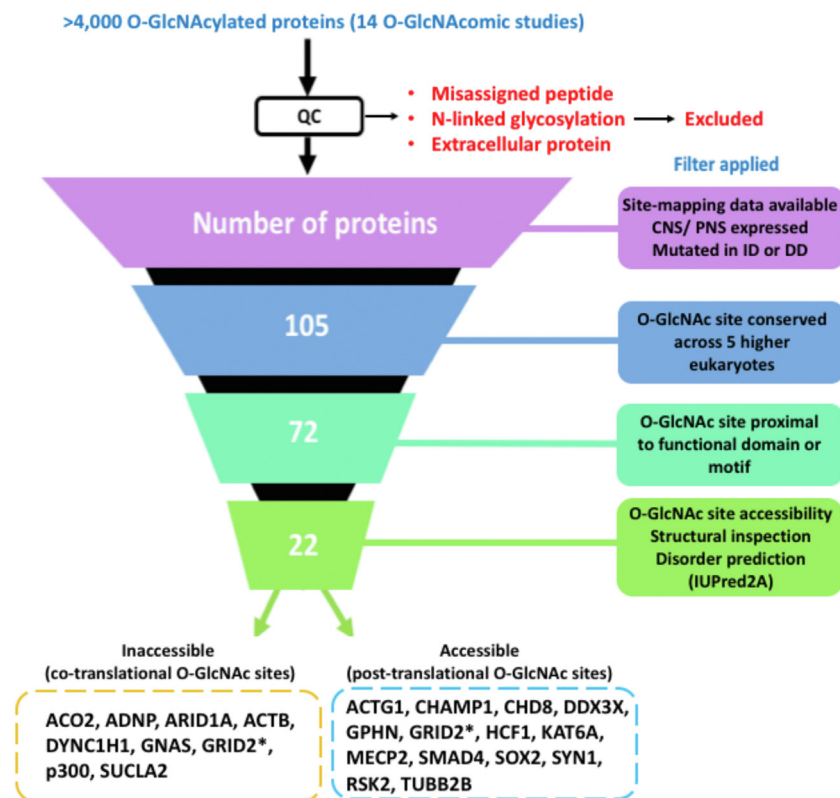 >4,000 O-GlcNAcylated proteins (14 O-GlcNAcomic studies)
QC
• Misassigned peptide
• N-linked glycosylation
• Extracellular protein
Excluded
Filter applied
Number of proteins
Site-mapping data available
CNS/ PNS expressed
Mutated in ID or DD
105
O-GlcNAc site conserved
across 5 higher
eukaryotes
72
O-GlcNAc site proximal
to functional domain or
motif
22
O-GlcNAc site accessibility
Structural inspection
Disorder prediction
(IUPred2A)
Inaccessible
(co-translational O-GlcNAc sites)
ACO2, ADNP, ARID1A, ACTB,
DYNC1H1, GNAS, GRID2*,
p300, SUCLA2
Accessible
(post-translational O-GlcNAc sites)
ACTG1, CHAMP1, CHD8, DDX3X,
GPHN, GRID2*, HCF1, KAT6A,
MECP2, SMAD4, SOX2, SYN1,
RSK2, TUBB2B